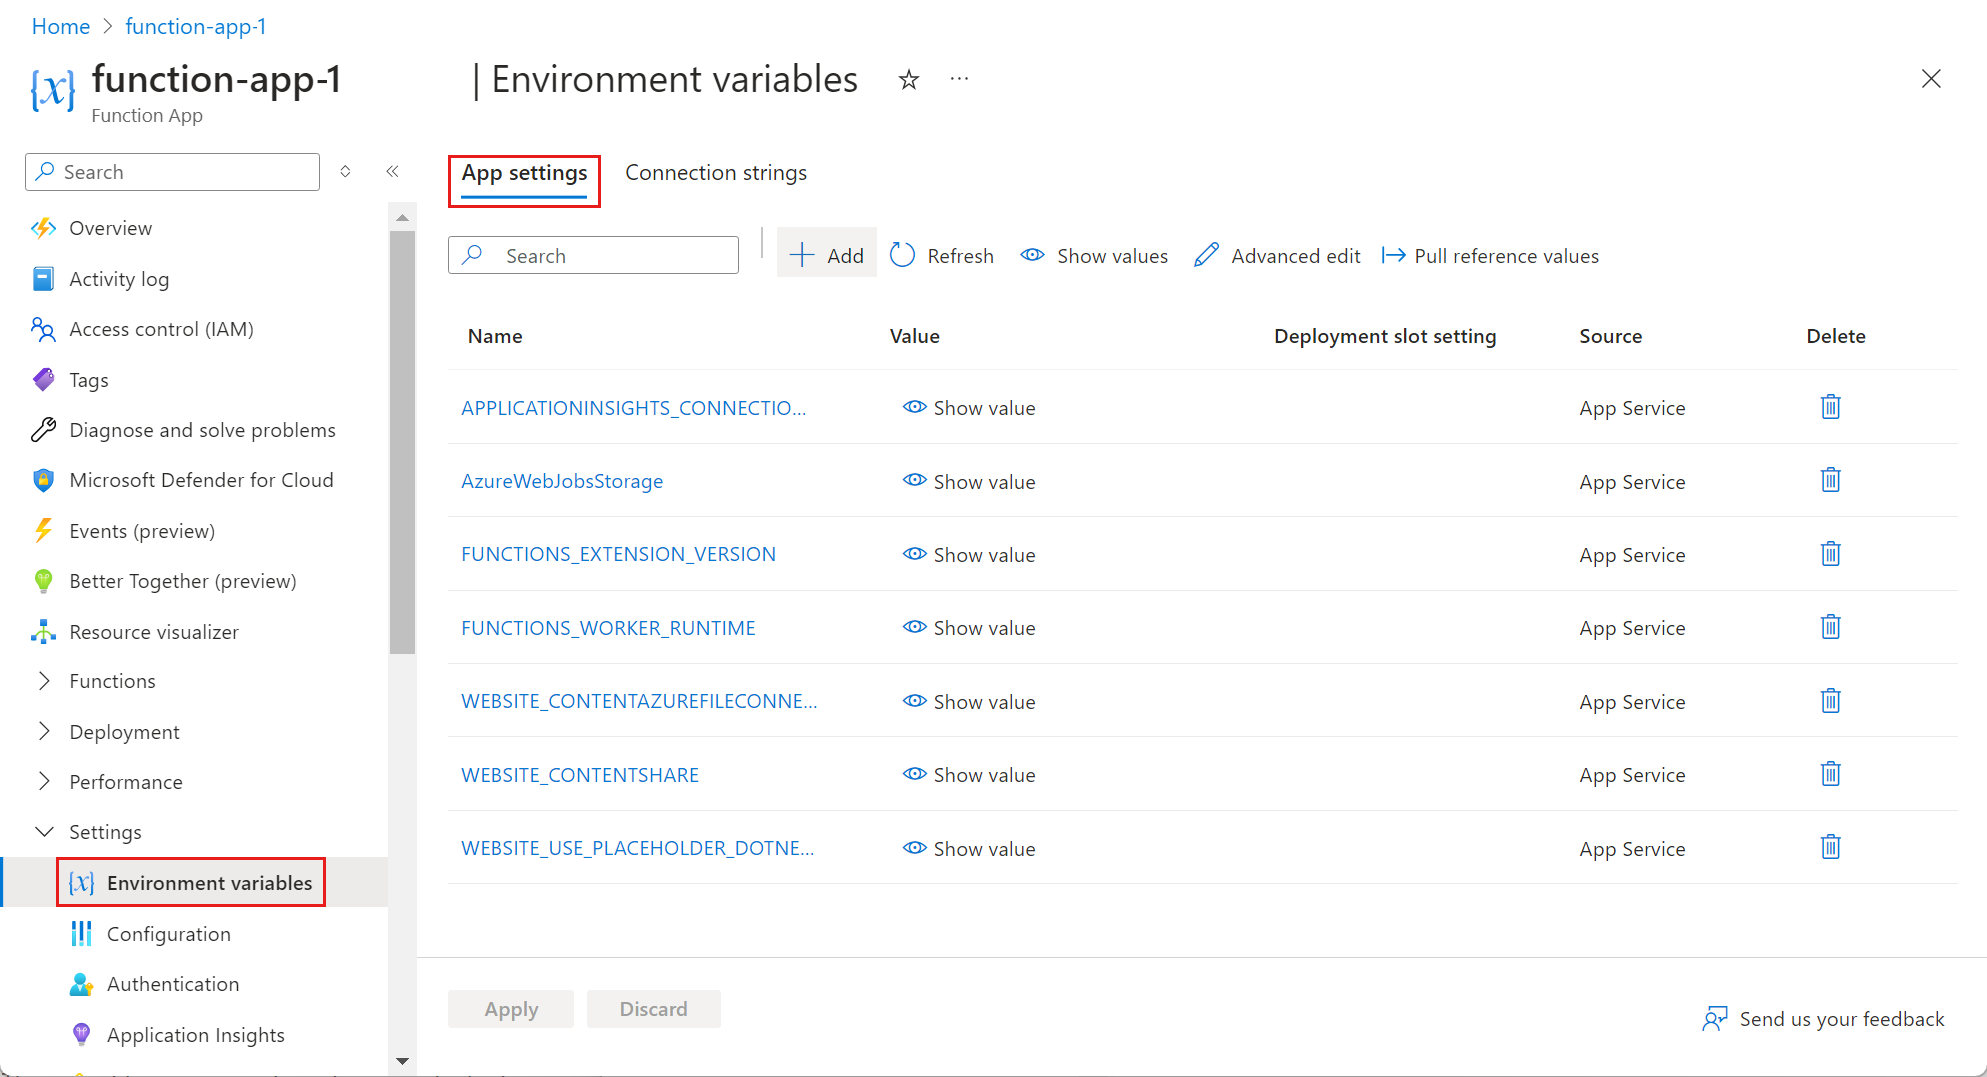 Home > function-app-1
function-app-1 | Environment variables ☆ ...
Function App
Search
Overview
Activity log
Access control (IAM)
Tags
Diagnose and solve problems
Microsoft Defender for Cloud
Events (preview)
Better Together (preview)
Resource visualizer
Functions
Deployment
Performance
Settings
Environment variables
Configuration
Authentication
Application Insights
App settings Connection strings
Search Add Refresh Show values Advanced edit Pull reference values
Name Value Deployment slot setting Source Delete
APPLICATIONINSIGHTS_CONNECTIO... Show value App Service
AzureWebJobsStorage Show value App Service
FUNCTIONS_EXTENSION_VERSION Show value App Service
FUNCTIONS_WORKER_RUNTIME Show value App Service
WEBSITE_CONTENTAZUREFILECONNE... Show value App Service
WEBSITE_CONTENTSHARE Show value App Service
WEBSITE_USE_PLACEHOLDER_DOTNE... Show value App Service
Apply Discard
Send us your feedback